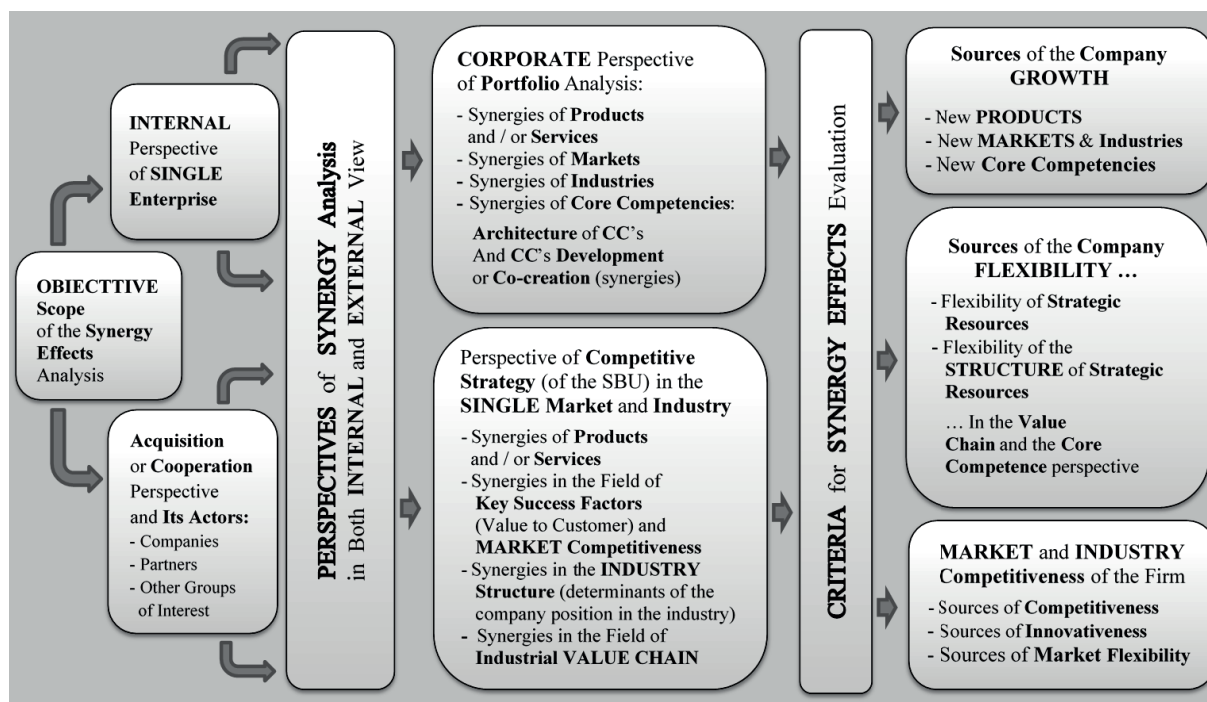 OBIECTTIVE
Scope
of the Synergy
Effects
Analysis
INTERNAL
Perspective
of SINGLE
Enterprise
Acquisition
or Cooperation
Perspective
and Its Actors:
- Companies
- Partners
- Other Groups
of Interest
PERSPECTIVES of SYNERGY Analysis
in Both INTERNAL and EXTERNAL View
CORPORATE Perspective
of Portfolio Analysis:
- Synergies of Products
and / or Services
- Synergies of Markets
- Synergies of Industries
- Synergies of Core Competencies:
Architecture of CC's
And CC's Development
or Co-creation (synergies)
Perspective of Competitive
Strategy (of the SBU) in the
SINGLE Market and Industry
- Synergies of Products
and / or Services
- Synergies in the Field of
Key Success Factors
(Value to Customer) and
MARKET Competitiveness
- Synergies in the INDUSTRY
Structure (determinants of the
company position in the industry)
- Synergies in the Field of
Industrial VALUE CHAIN
CRITERIA for SYNERGY EFFECTS Evaluation
Sources of the Company
GROWTH
- New PRODUCTS
- New MARKETS & Industries
- New Core Competencies
Sources of the Company
FLEXIBILITY …
- Flexibility of Strategic
Resources
- Flexibility of the
STRUCTURE of Strategic
Resources
… In the Value
Chain and the Core
Competence perspective
MARKET and INDUSTRY
Competitiveness of the Firm
- Sources of Competitiveness
- Sources of Innovativeness
- Sources of Market Flexibility